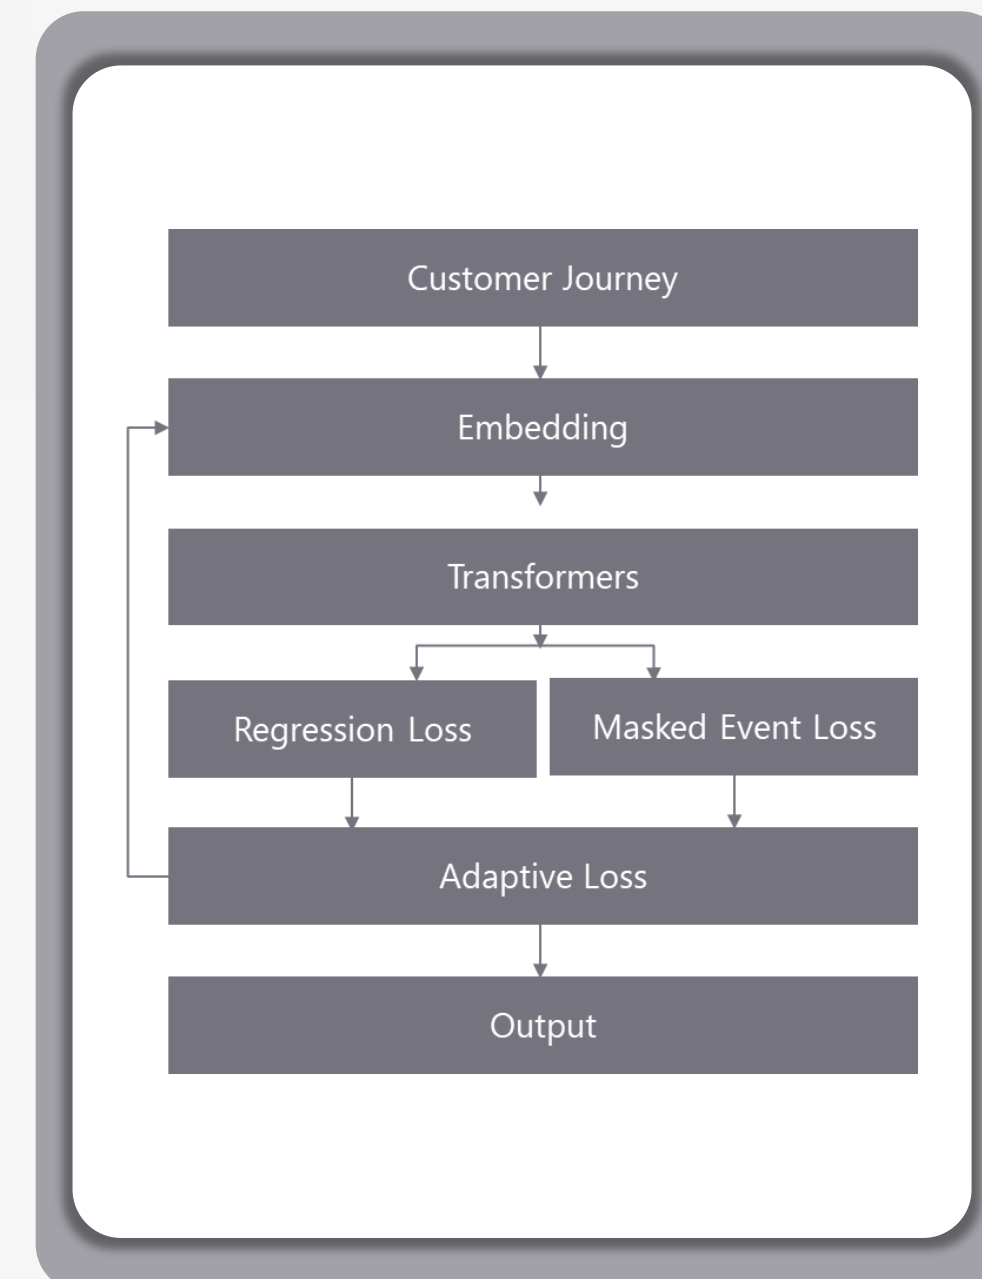 Customer Journey
Embedding
Transformers
Regression Loss
Masked Event Loss
Adaptive Loss
Output